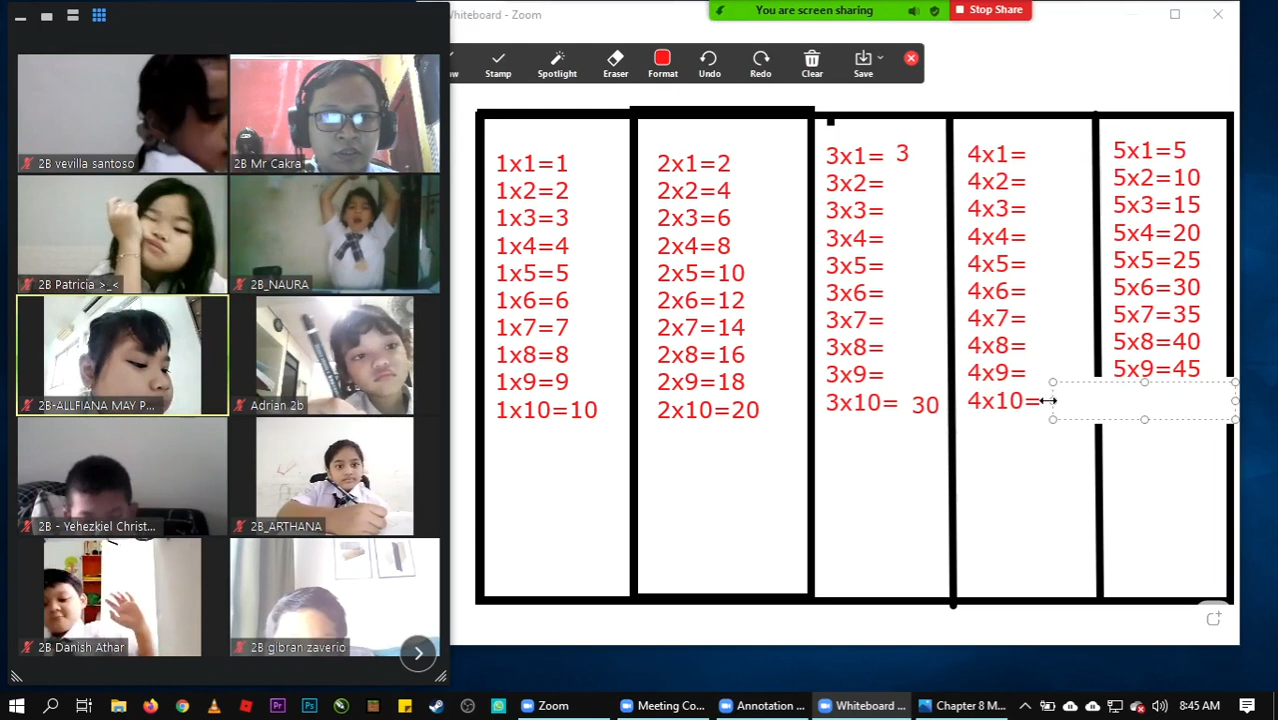 Whiteboard - Zoom
You are screen sharing
Stop Share
Stamp
Spotlight
Eraser
Format
Undo
Redo
Clear
Save
vevilla santoso
2B Mr Cakra
2B Patricia >_<
2B_NAURA
2B-ALLFIANA MAY P...
Adrian 2b
2B - Yehezkiel Christ...
2B_ARTHANA
2B Danish Athar
2B gibran zaverio
1x1=1
1x2=2
1x3=3
1x4=4
1x5=5
1x6=6
1x7=7
1x8=8
1x9=9
1x10=10
2x1=2
2x2=4
2x3=6
2x4=8
2x5=10
2x6=12
2x7=14
2x8=16
2x9=18
2x10=20
3x1= 3
3x2=
3x3=
3x4=
3x5=
3x6=
3x7=
3x8=
3x9=
3x10= 30
4x1=
4x2=
4x3=
4x4=
4x5=
4x6=
4x7=
4x8=
4x9=
4x10=
5x1=5
5x2=10
5x3=15
5x4=20
5x5=25
5x6=30
5x7=35
5x8=40
5x9=45
Zoom
Meeting Co...
Annotation ...
Whiteboard ...
Chapter 8 M...
8:45 AM